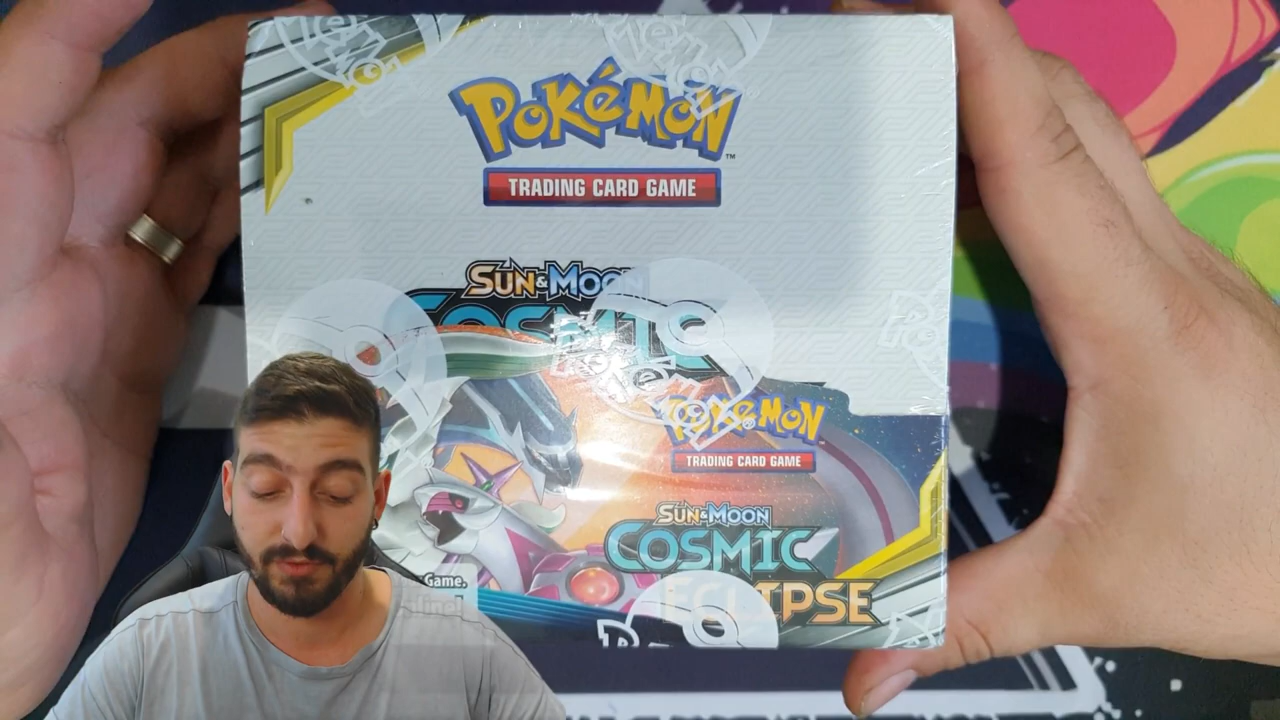 POKÉMON
TRADING CARD GAME
SUN & MOON
COSMIC
POKÉMON
TRADING CARD GAME
SUN & MOON
COSMIC
ECLIPSE
Game.